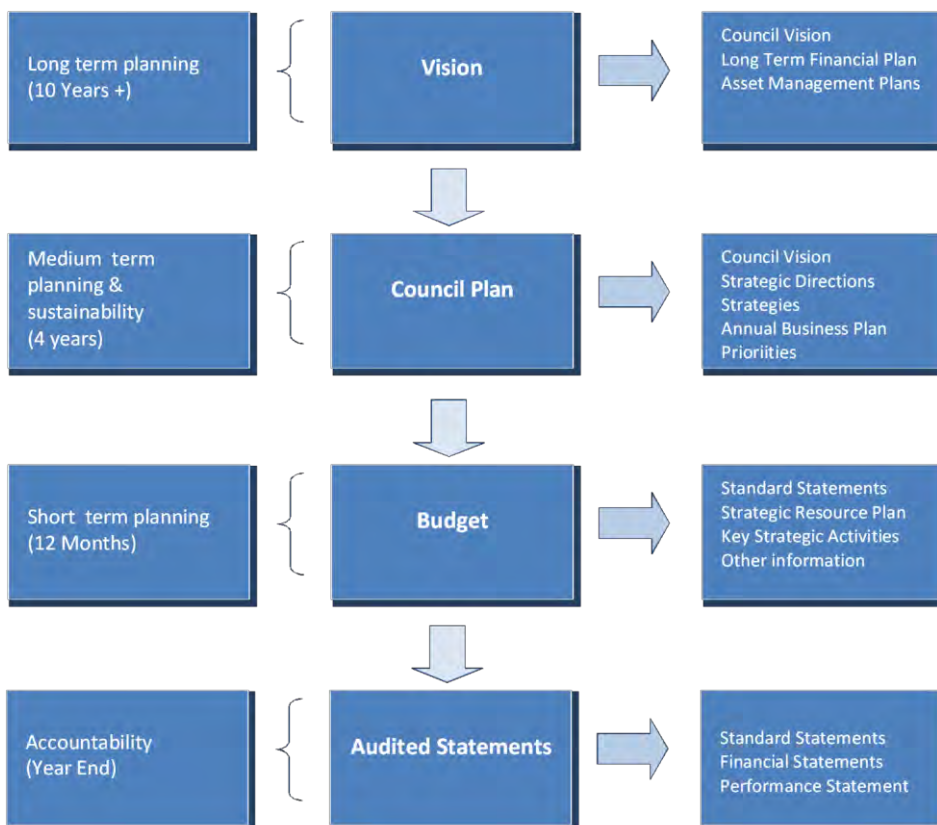 Long term planning
(10 Years +)
Vision
Council Vision
Long Term Financial Plan
Asset Management Plans
Medium term
planning &
sustainability
(4 years)
Council Plan
Council Vision
Strategic Directions
Strategies
Annual Business Plan
Prioriities
Short term planning
(12 Months)
Budget
Standard Statements
Strategic Resource Plan
Key Strategic Activities
Other information
Accountability
(Year End)
Audited Statements
Standard Statements
Financial Statements
Performance Statement